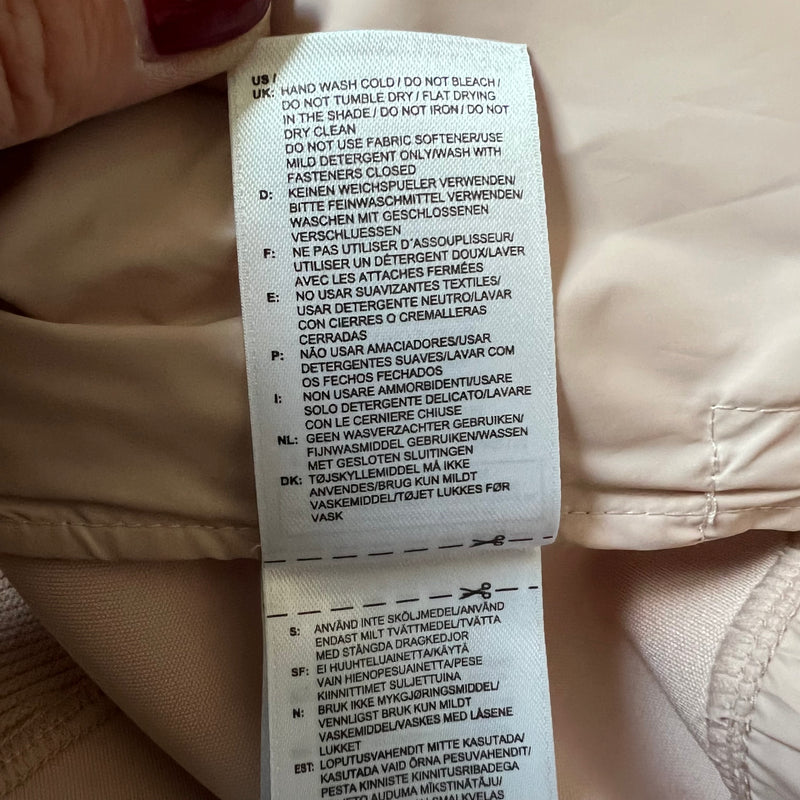 US /
UK: HAND WASH COLD / DO NOT BLEACH /
DO NOT TUMBLE DRY / FLAT DRYING
IN THE SHADE / DO NOT IRON / DO NOT
DRY CLEAN
DO NOT USE FABRIC SOFTENER/USE
MILD DETERGENT ONLY/WASH WITH
FASTENERS CLOSED
D: KEINEN WEICHSPUELER VERWENDEN/
BITTE FEINWASCHMITTEL VERWENDEN/
WASCHEN MIT GESCHLOSSENEN
VERSCHLUESSEN
F: NE PAS UTILISER D´ASSOUPLISSEUR/
UTILISER UN DÉTERGENT DOUX/LAVER
AVEC LES ATTACHES FERMÉES
E: NO USAR SUAVIZANTES TEXTILES/
USAR DETERGENTE NEUTRO/LAVAR
CON CIERRES O CREMALLERAS
CERRADAS
P: NÃO USAR AMACIADORES/USAR
DETERGENTES SUAVES/LAVAR COM
OS FECHOS FECHADOS
I: NON USARE AMMORBIDENTI/USARE
SOLO DETERGENTE DELICATO/LAVARE
CON LE CERNIERE CHIUSE
NL: GEEN WASVERZACHTER GEBRUIKEN/
FIJNWASMIDDEL GEBRUIKEN/WASSEN
MET GESLOTEN SLUITINGEN
DK: TØJSKYLLEMIDDEL MÅ IKKE
ANVENDES/BRUG KUN MILDT
VASKEMIDDEL/TØJET LUKKES FØR
VASK
S: ANVÄND INTE SKÖLJMEDEL/ANVÄND
ENDAST MILT TVÄTTMEDEL/TVÄTTA
MED STÄNGDA DRAGKEDJOR
SF: EI HUUHTELUAINETTA/KÄYTÄ
VAIN HIENOPESUAINETTA/PESE
KIINNITTIMET SULJETTUINA
N: BRUK IKKE MYKGJØRINGSMIDDEL/
VENNLIGST BRUK KUN MILDT
VASKEMIDDEL/VASKES MED LÅSENE
LUKKET
EST: LOPUTUSVAHENDIT MITTE KASUTADA/
KASUTADA VAID ÕRNA PESUVAHENDIT/
PESTA KINNISTE KINNITUSRIBADEGA
AUDUMA MĪKSTINĀTĀJU/